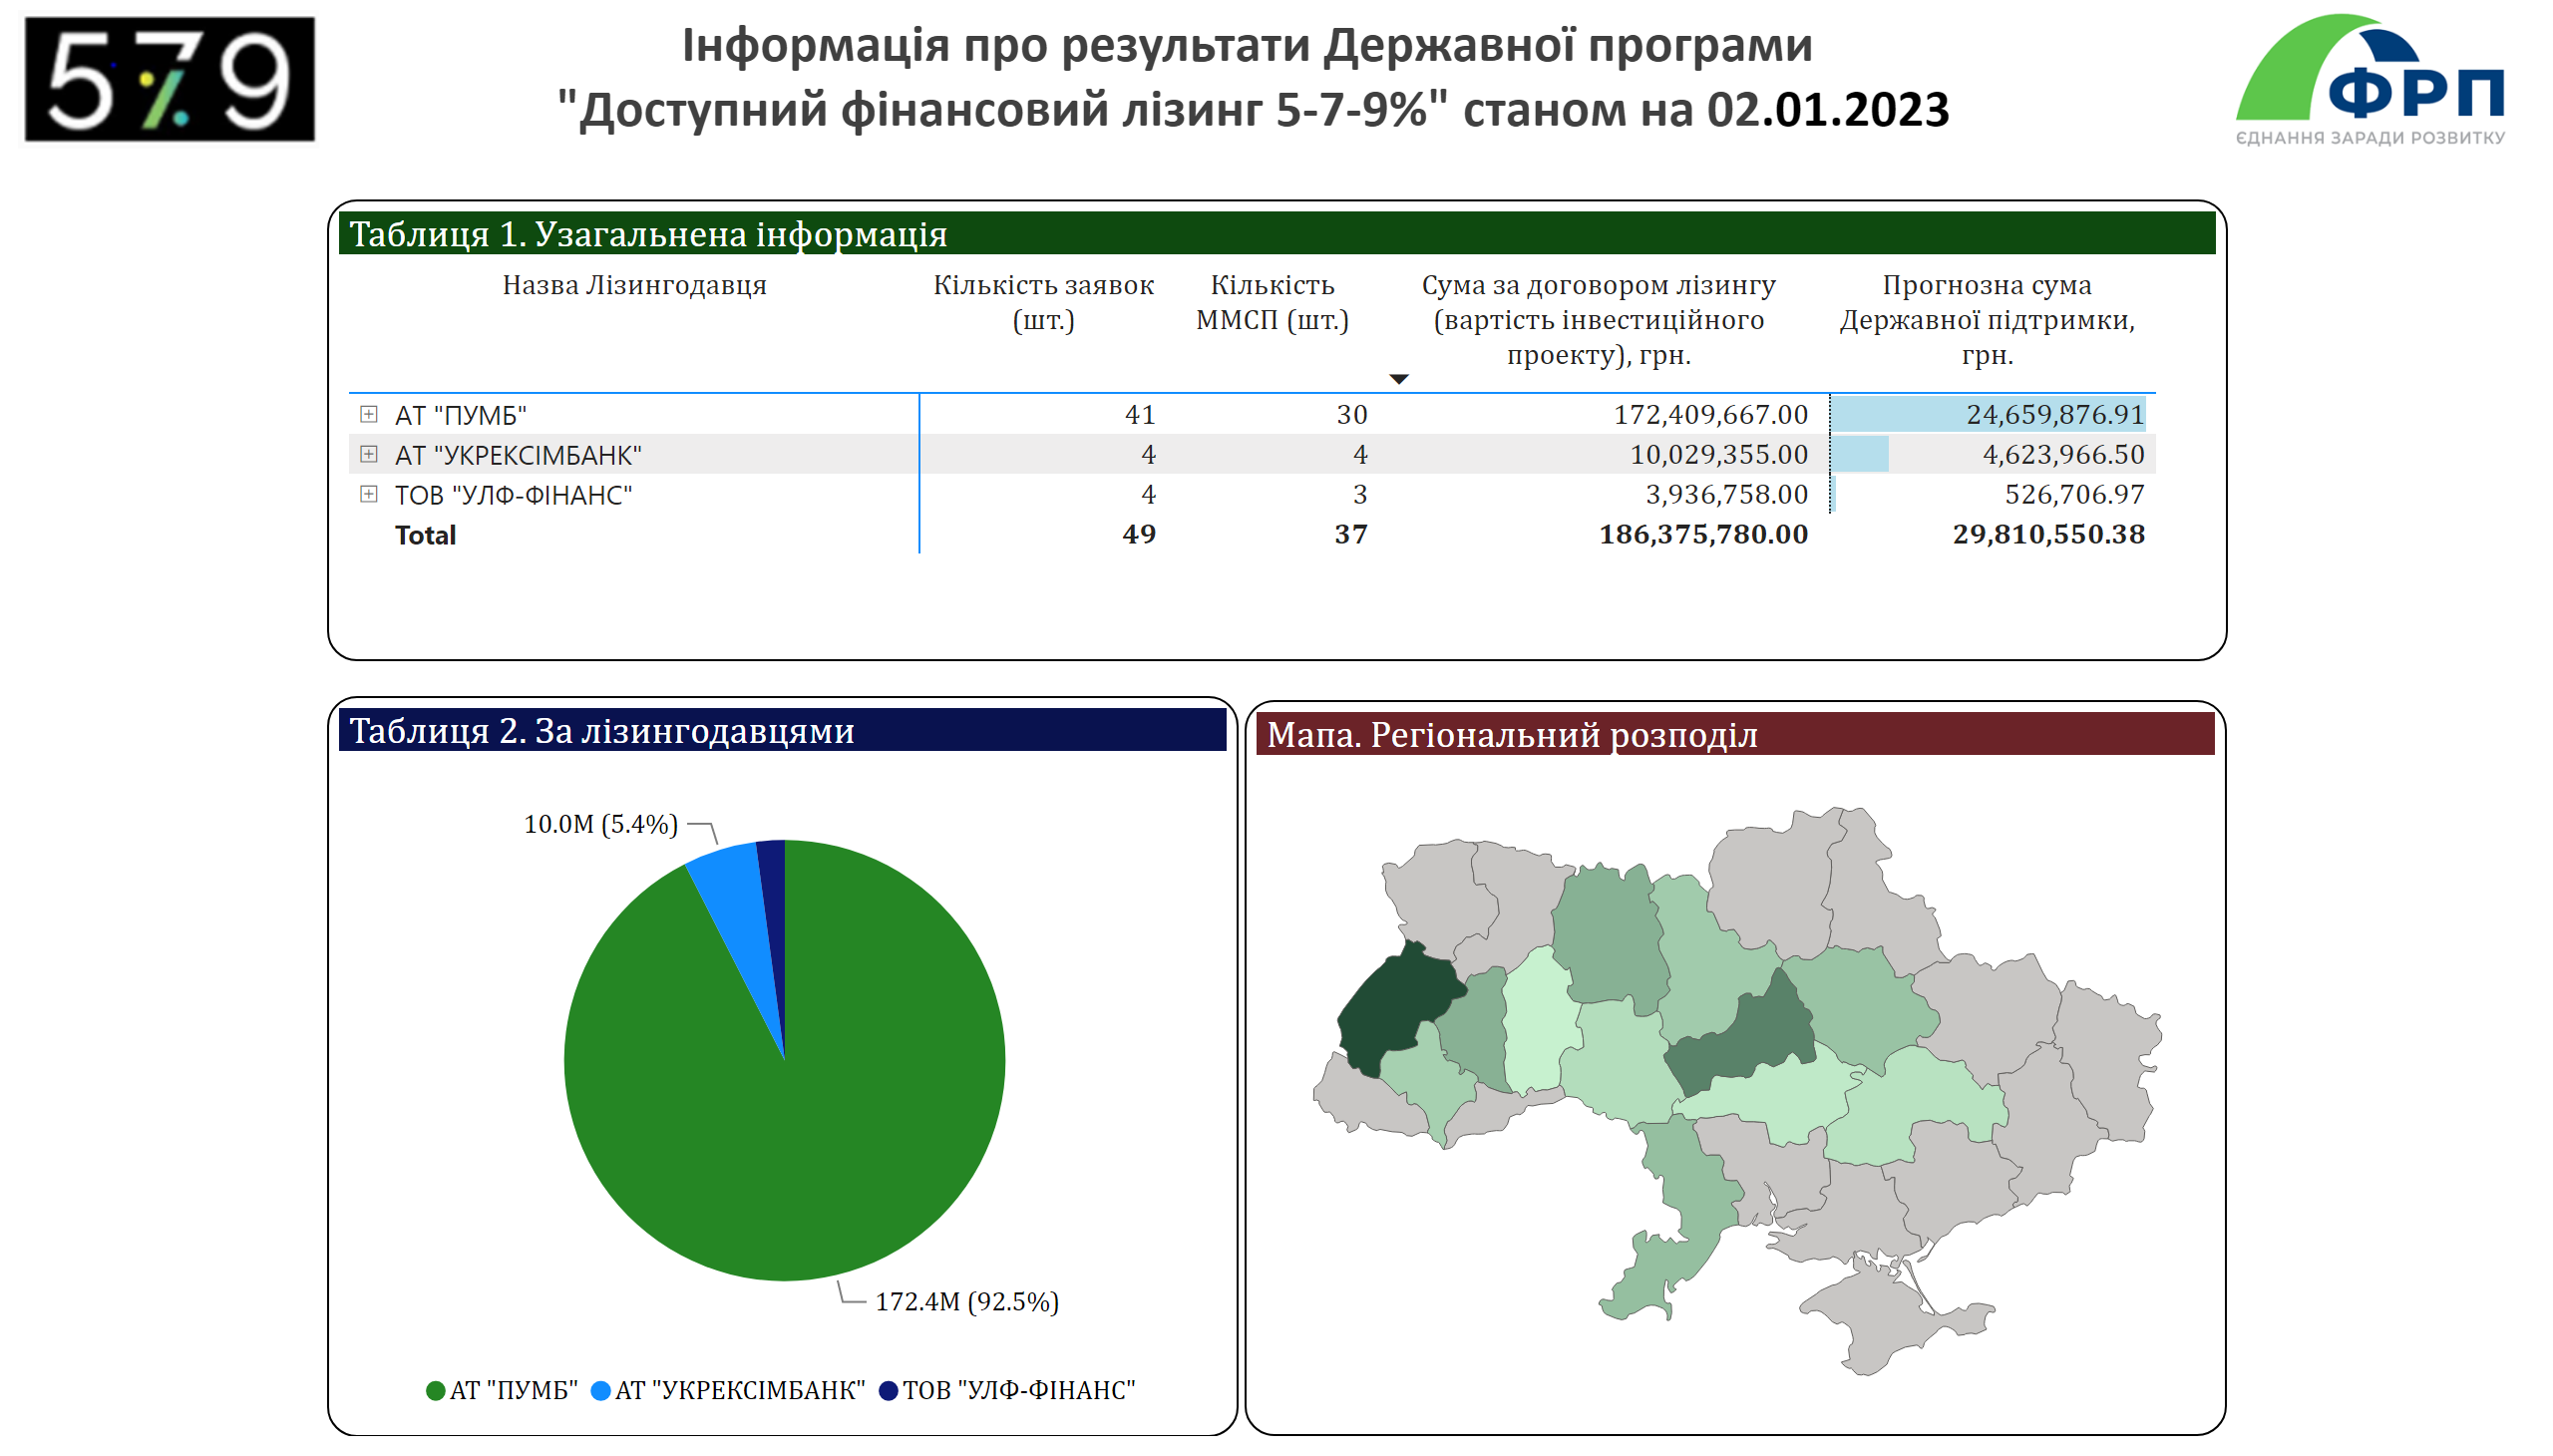 579
Інформація про результати Державної програми
"Доступний фінансовий лізинг 5-7-9%" станом на 02.01.2023
ФРП
ЄДНАННЯ ЗАРАДИ РОЗВИТКУ
Таблиця 1. Узагальнена інформація
Назва Лізингодавця Кількість заявок (шт.) Кількість ММСП (шт.) Сума за договором лізингу (вартість інвестиційного проекту), грн. Прогнозна сума Державної підтримки, грн.
АТ "ПУМБ" 41 30 172,409,667.00 24,659,876.91
АТ "УКРЕКСІМБАНК" 4 4 10,029,355.00 4,623,966.50
ТОВ "УЛФ-ФІНАНС" 4 3 3,936,758.00 526,706.97
Total 49 37 186,375,780.00 29,810,550.38
Таблиця 2. За лізингодавцями
10.0M (5.4%)
172.4M (92.5%)
АТ "ПУМБ" АТ "УКРЕКСІМБАНК" ТОВ "УЛФ-ФІНАНС"
Мапа. Регіональний розподіл